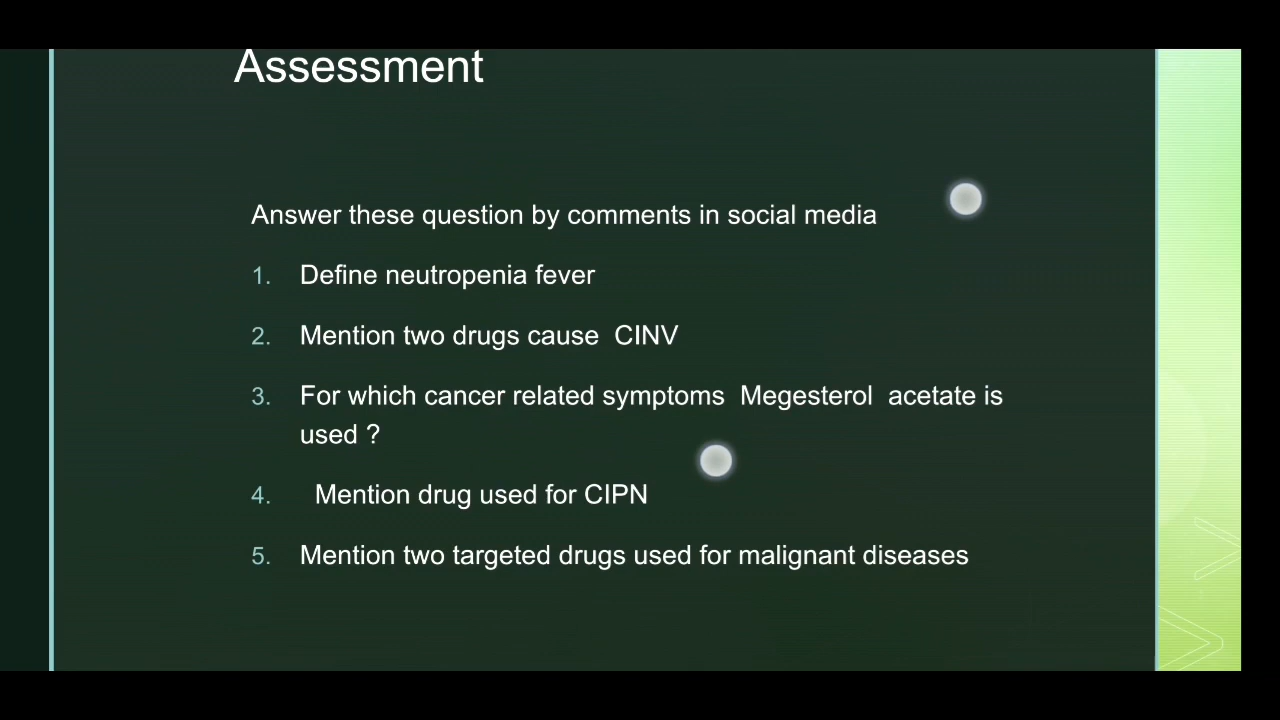 Assessment
Answer these question by comments in social media
1. Define neutropenia fever
2. Mention two drugs cause  CINV
3. For which cancer related symptoms  Megesterol  acetate is
used ?
4. Mention drug used for CIPN
5. Mention two targeted drugs used for malignant diseases